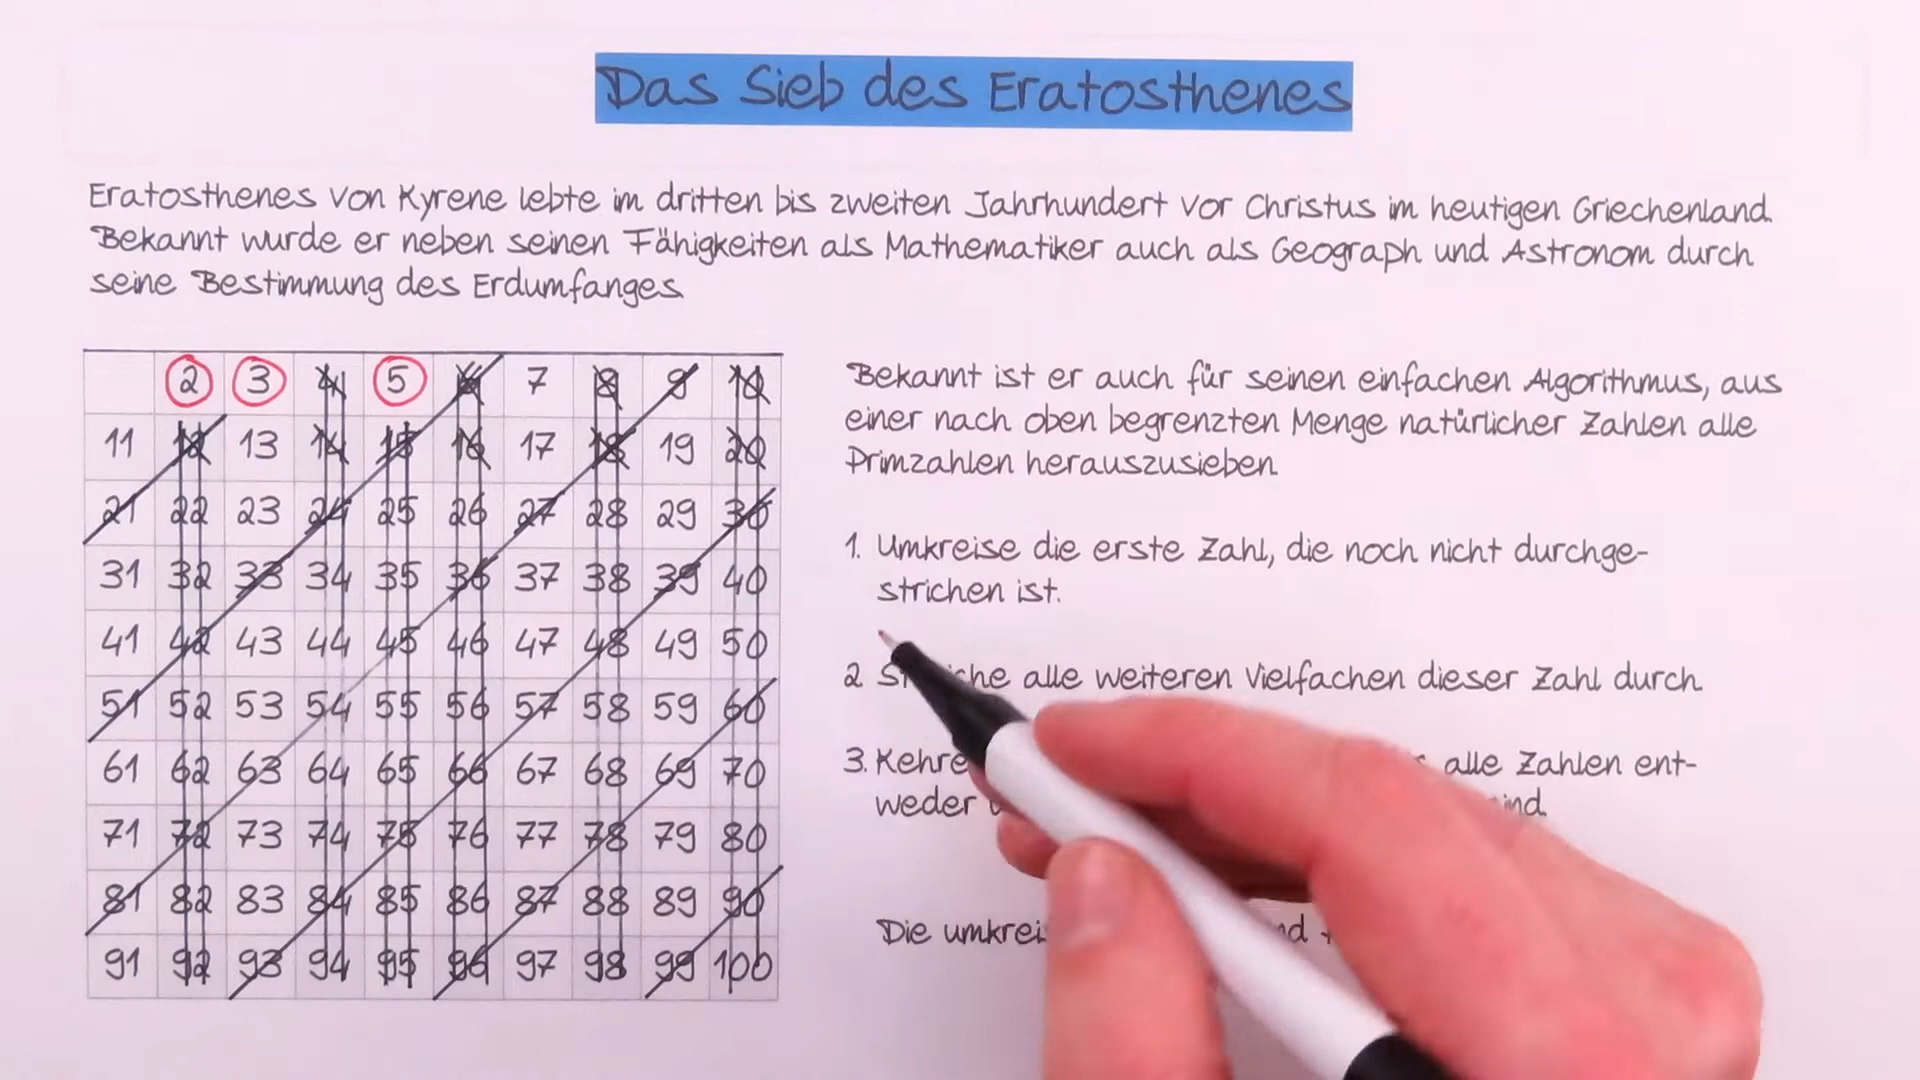 Das Sieb des Eratosthenes
Eratosthenes von Kyrene lebte im dritten bis zweiten Jahrhundert vor Christus im heutigen Griechenland.
Bekannt wurde er neben seinen Fähigkeiten als Mathematiker auch als Geograph und Astronom durch
seine Bestimmung des Erdumfanges.
2 3 4 5 6 7 8 9 10
11 12 13 14 15 16 17 18 19 20
21 22 23 24 25 26 27 28 29 30
31 32 33 34 35 36 37 38 39 40
41 42 43 44 45 46 47 48 49 50
51 52 53 54 55 56 57 58 59 60
61 62 63 64 65 66 67 68 69 70
71 72 73 74 75 76 77 78 79 80
81 82 83 84 85 86 87 88 89 90
91 92 93 94 95 96 97 98 99 100
Bekannt ist er auch für seinen einfachen Algorithmus, aus
einer nach oben begrenzten Menge natürlicher Zahlen alle
Primzahlen herauszusieben.
1. Umkreise die erste Zahl, die noch nicht durchge-
strichen ist.
2. alle weiteren Vielfachen dieser Zahl durch.
3. Kehre alle Zahlen ent-
weder
Die